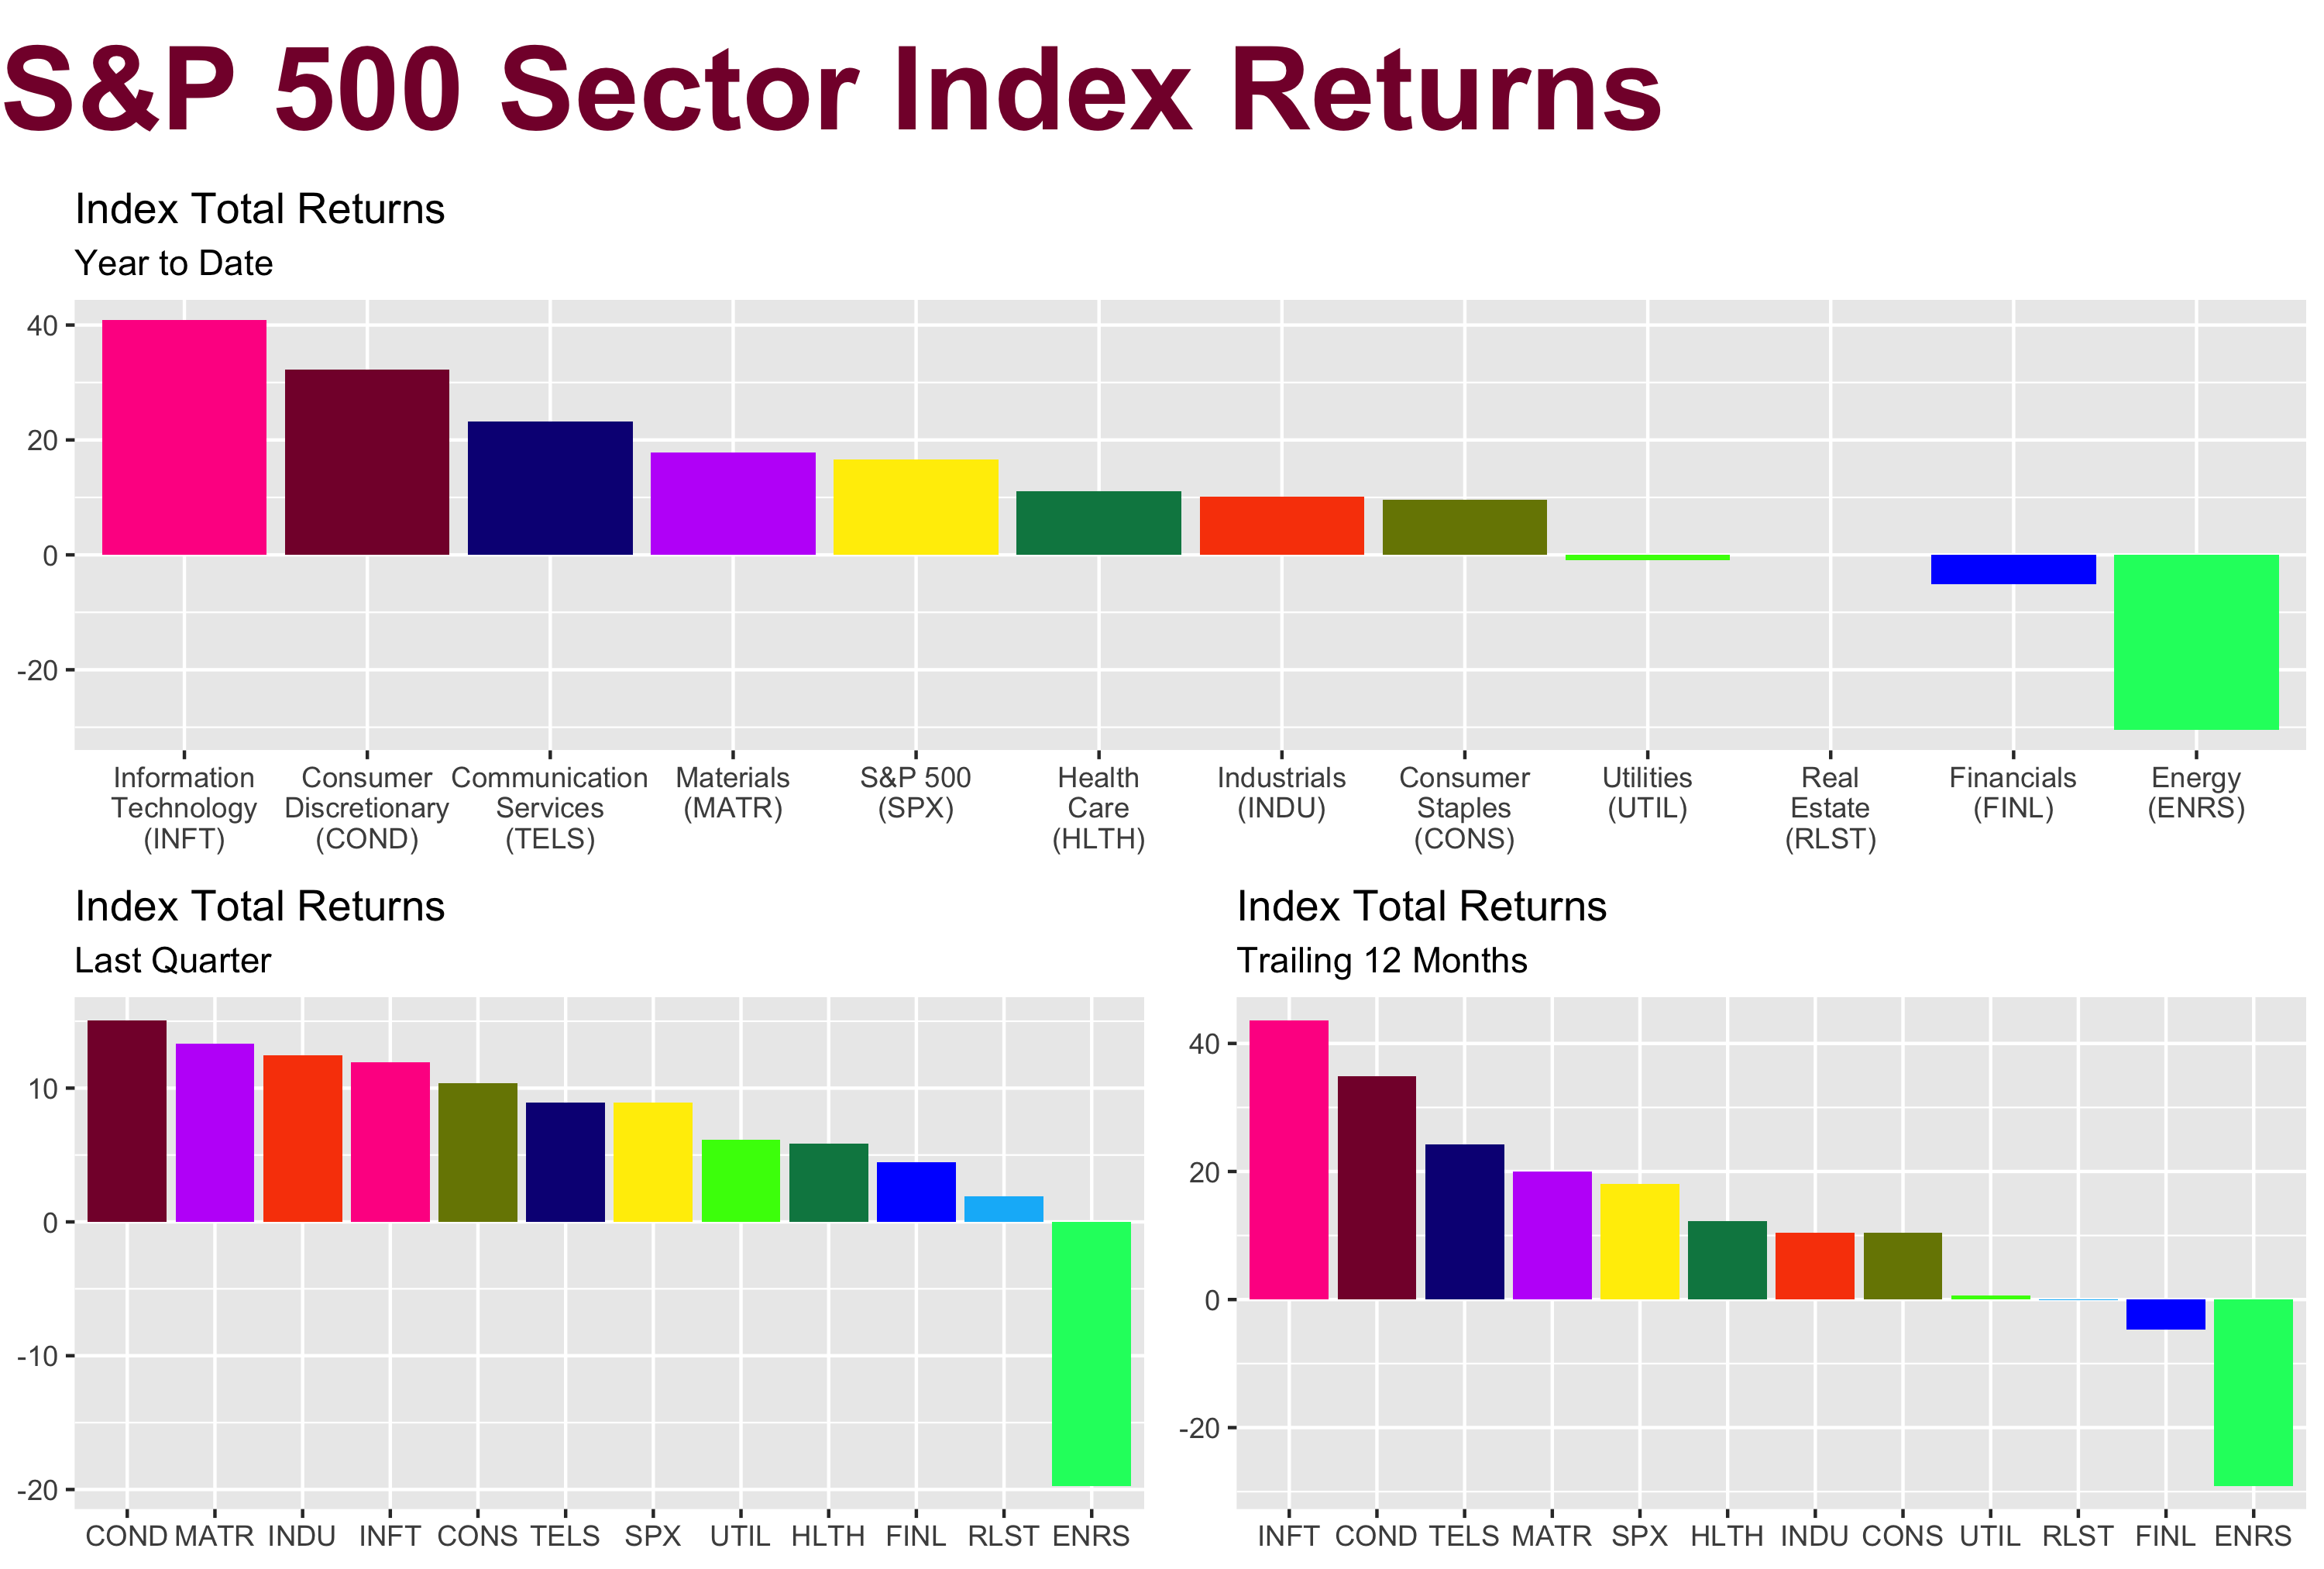 S&P 500 Sector Index Returns
Index Total Returns
Year to Date
40
20
0
-20
Information Technology (INFT)
Consumer Discretionary (COND)
Communication Services (TELS)
Materials (MATR)
S&P 500 (SPX)
Health Care (HLTH)
Industrials (INDU)
Consumer Staples (CONS)
Utilities (UTIL)
Real Estate (RLST)
Financials (FINL)
Energy (ENRS)
Index Total Returns
Last Quarter
10
0
-10
-20
COND MATR INDU INFT CONS TELS SPX UTIL HLTH FINL RLST ENRS
Index Total Returns
Trailing 12 Months
40
20
0
-20
INFT COND TELS MATR SPX HLTH INDU CONS UTIL RLST FINL ENRS